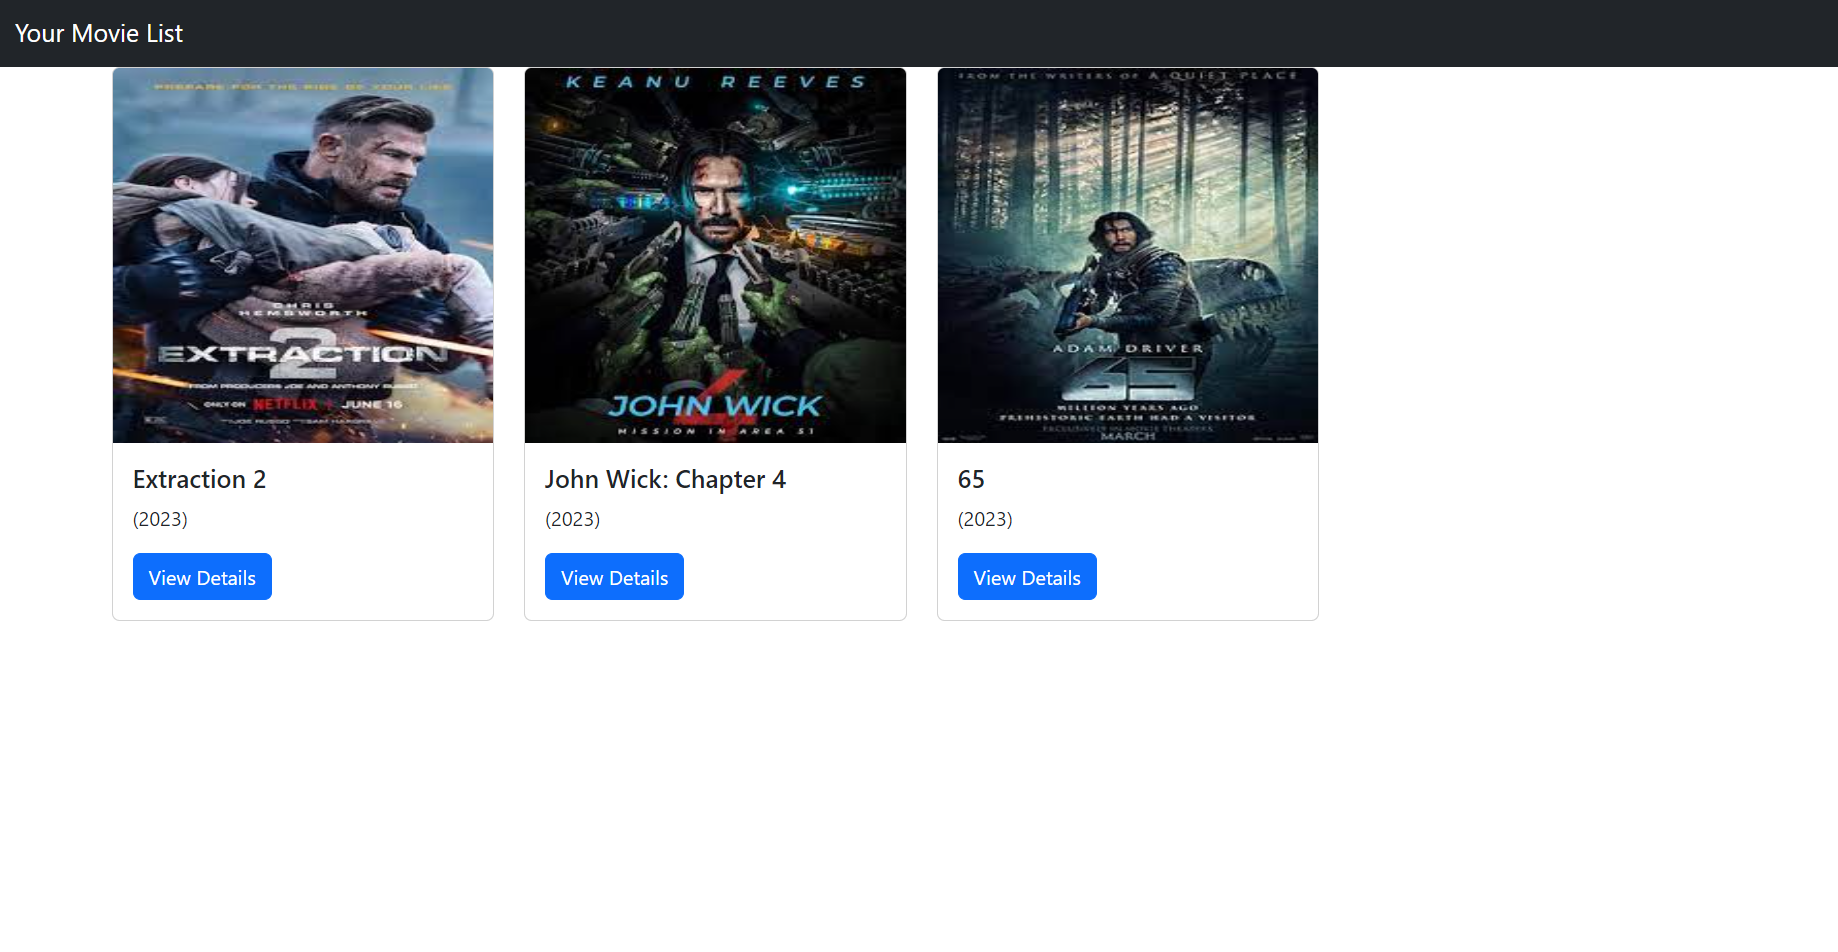 Your Movie List
PREPARE FOR THE RIDE OF YOUR LIFE
CHRIS
HEMSWORTH
2
EXTRACTION
FROM PRODUCERS JOE AND ANTHONY RUSSO
ONLY ON NETFLIX JUNE 16
KEANU REEVES
4
JOHN WICK
MISSION IN AREA 51
FROM THE WRITERS OF A QUIET PLACE
ADAM DRIVER
65
MILLION YEARS AGO
PREHISTORIC EARTH HAD A VISITOR
EXCLUSIVELY IN MOVIE THEATERS
MARCH
Extraction 2
(2023)
View Details
John Wick: Chapter 4
(2023)
View Details
65
(2023)
View Details